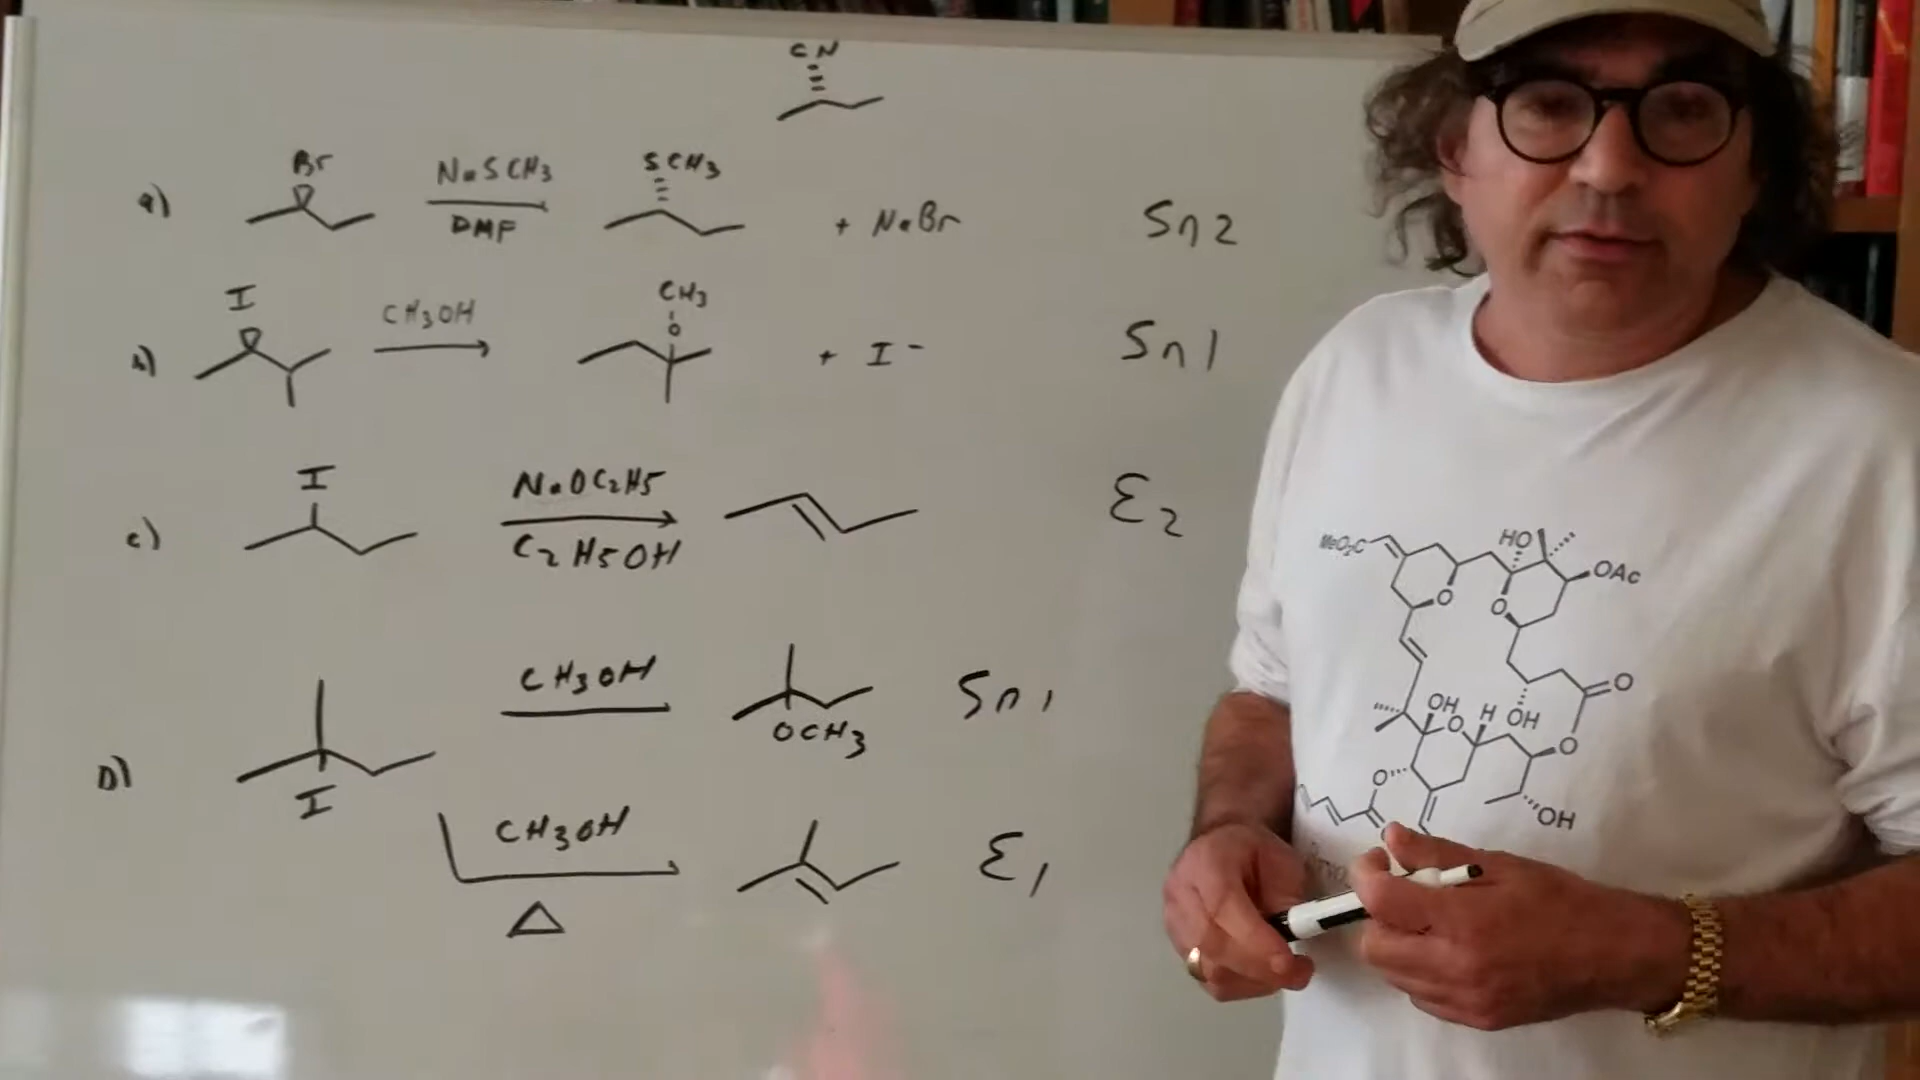 CN
a) Br NaSCH3 DMF SCH3 + NaBr Sn2
b) I CH3OH CH3 O + I- Sn1
c) I NaOC2H5 C2H5OH E2
D) I CH3OH OCH3 Sn1
CH3OH Δ E1
MeO2C HO OAc
O O
O
OH O H OH O
O
OH